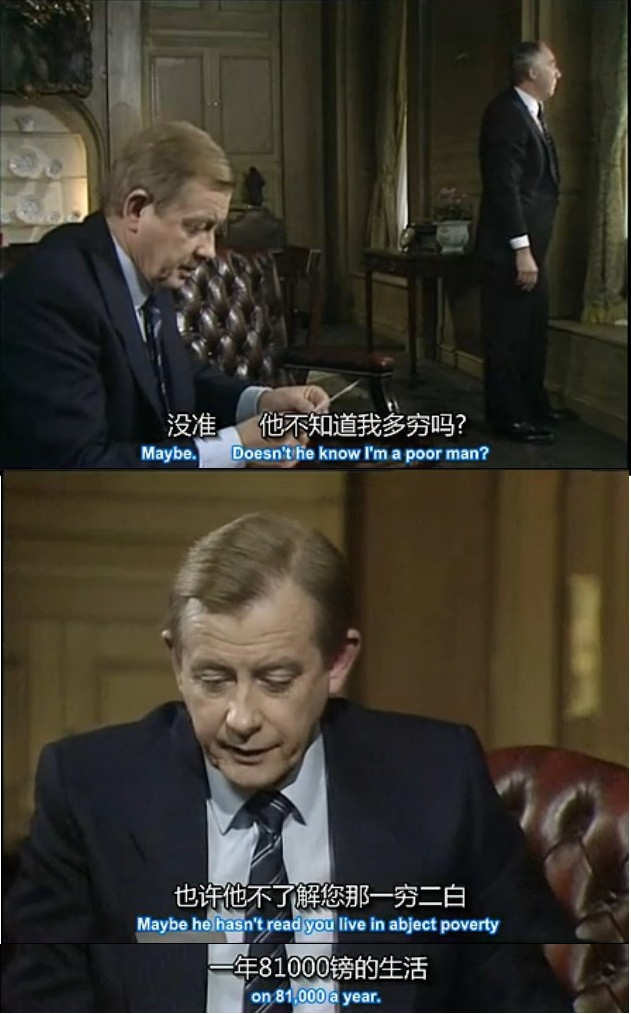 没准 他不知道我多穷吗?
Maybe. Doesn't he know I'm a poor man?
也许他不了解您那一穷二白
Maybe he hasn't read you live in abject poverty
一年81000镑的生活
on 81,000 a year.